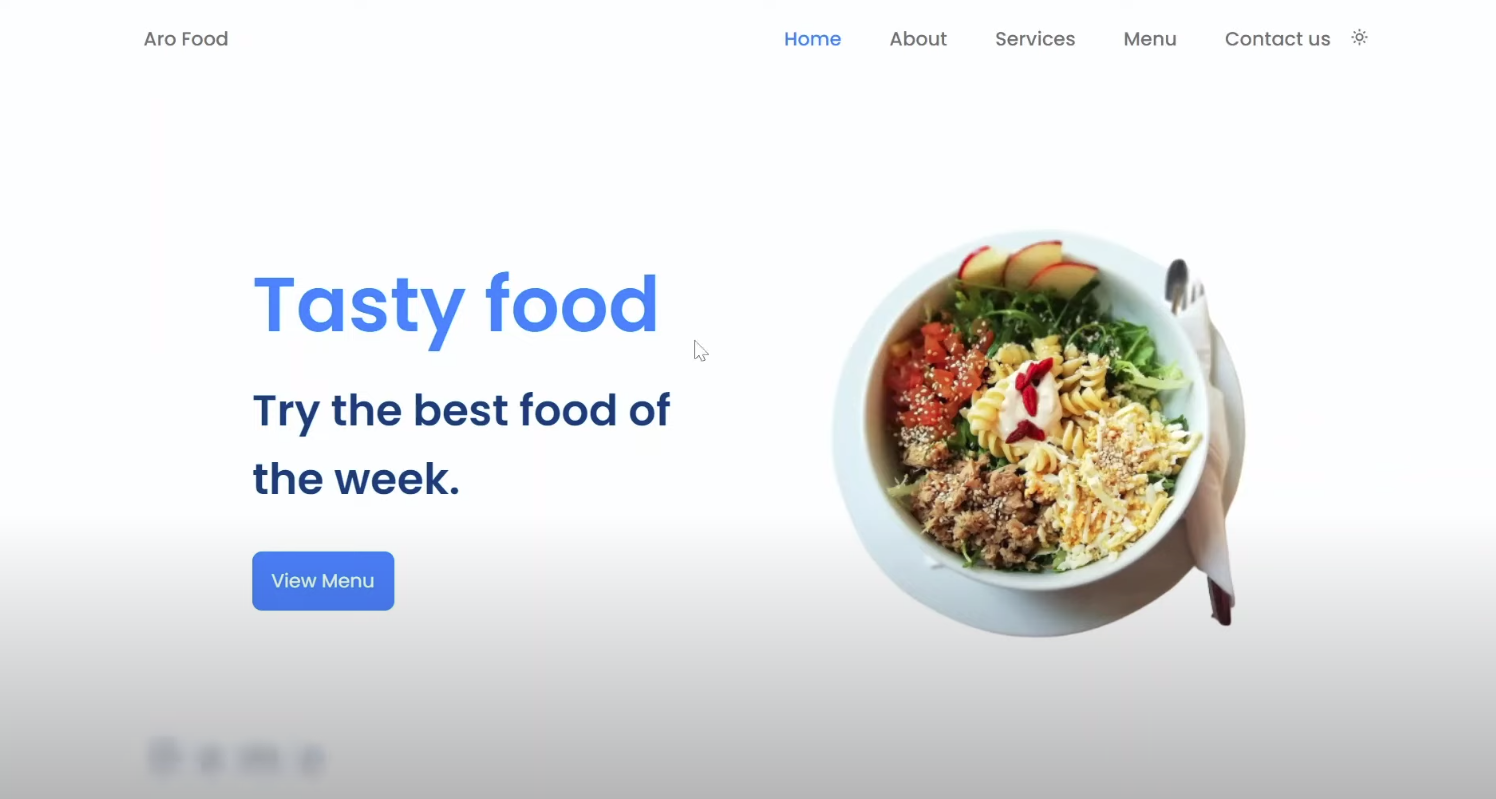 Aro Food
Home About Services Menu Contact us
Tasty food
Try the best food of
the week.
View Menu